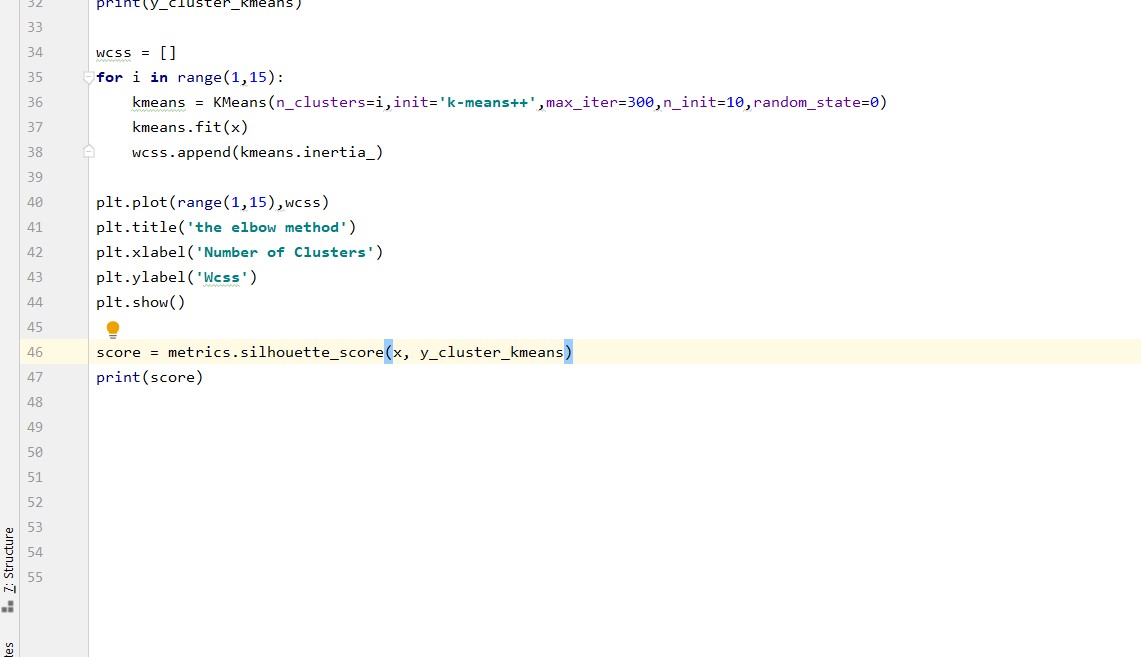 32 print(y_cluster_kmeans)
33
34 wcss = []
35 for i in range(1,15):
36 kmeans = KMeans(n_clusters=i,init='k-means++',max_iter=300,n_init=10,random_state=0)
37 kmeans.fit(x)
38 wcss.append(kmeans.inertia_)
39
40 plt.plot(range(1,15),wcss)
41 plt.title('the elbow method')
42 plt.xlabel('Number of Clusters')
43 plt.ylabel('Wcss')
44 plt.show()
45
46 score = metrics.silhouette_score(x, y_cluster_kmeans)
47 print(score)
48
49
50
51
52
53
54
55
7: Structure